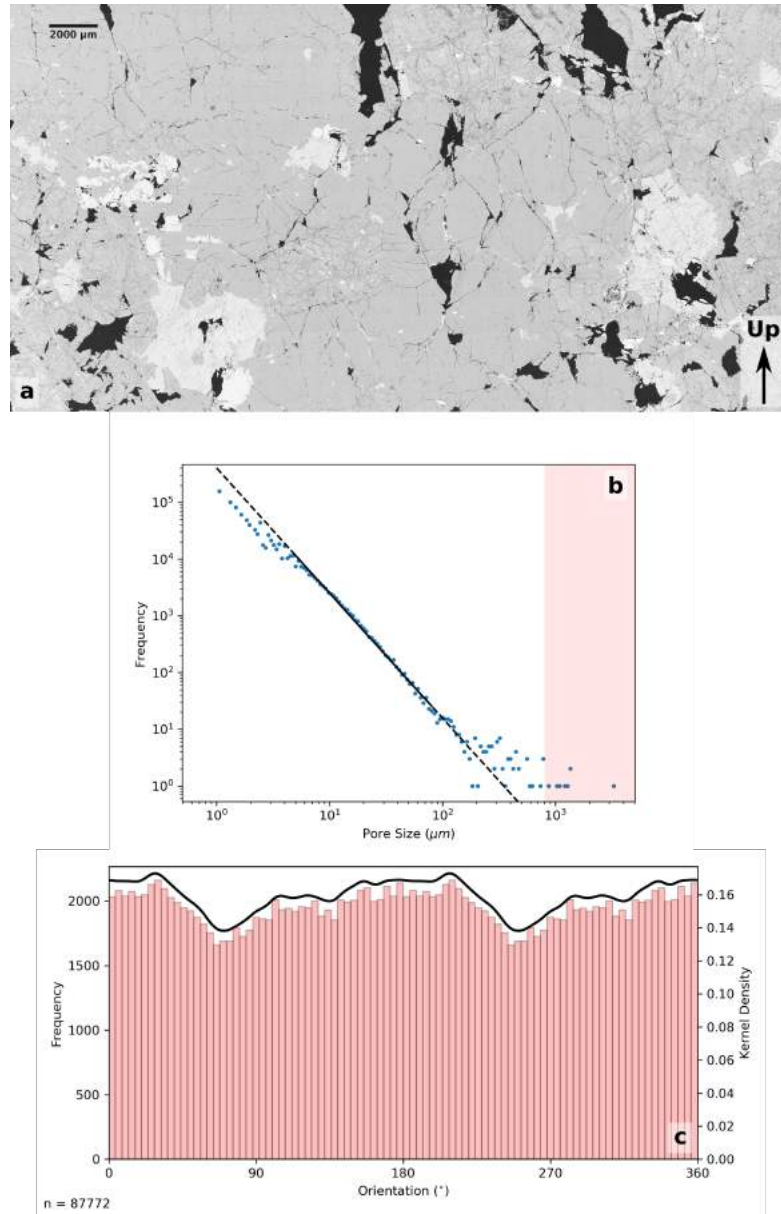 2000 μm
Up
a
b
10⁵
10⁴
10³
10²
10¹
10⁰
Frequency
10⁰ 10¹ 10² 10³
Pore Size (μm)
2000
1500
1000
500
0
Frequency
0.16
0.14
0.12
0.10
0.08
0.06
0.04
0.02
0.00
Kernel Density
c
0 90 180 270 360
Orientation (°)
n = 87772